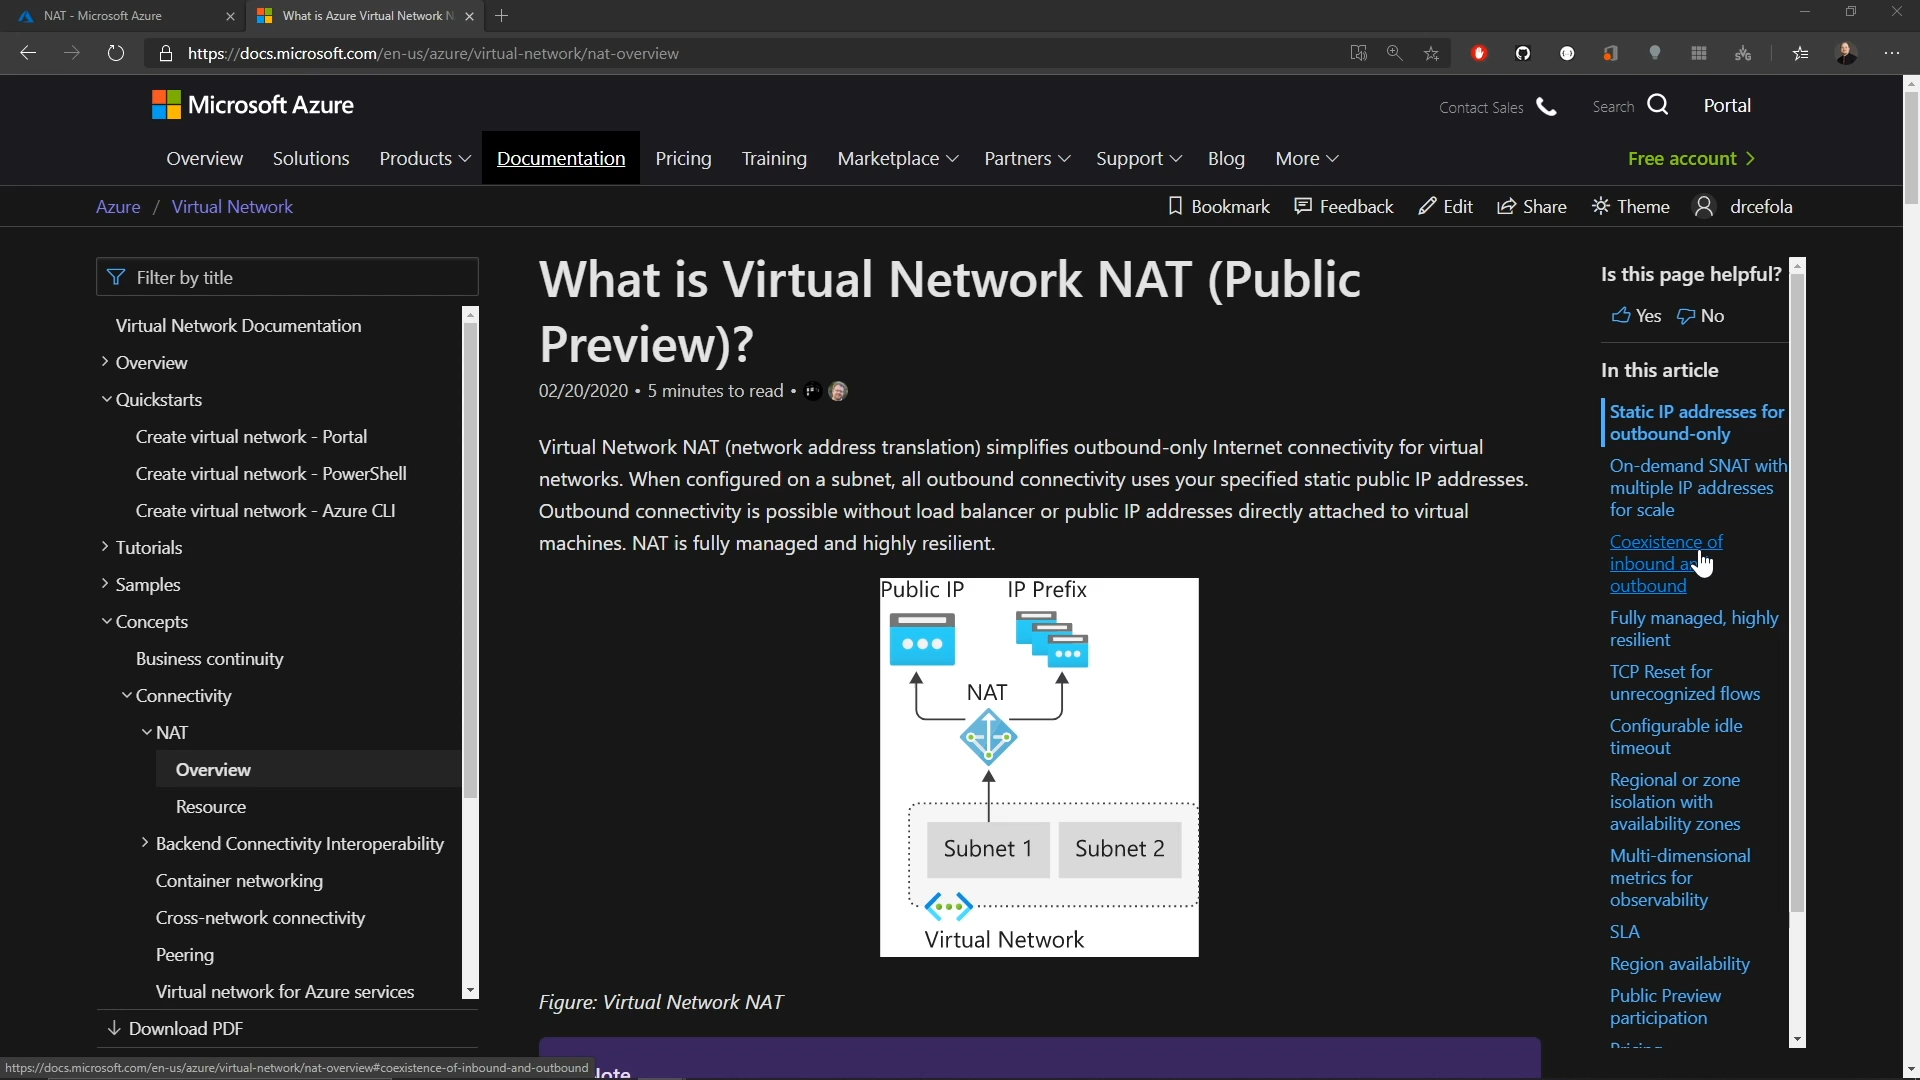 NAT - Microsoft Azure
What is Azure Virtual Network N
https://docs.microsoft.com/en-us/azure/virtual-network/nat-overview
Microsoft Azure
Contact Sales
Search
Portal
Overview
Solutions
Products
Documentation
Pricing
Training
Marketplace
Partners
Support
Blog
More
Free account
Azure / Virtual Network
Bookmark
Feedback
Edit
Share
Theme
drcefola
Filter by title
Virtual Network Documentation
Overview
Quickstarts
Create virtual network - Portal
Create virtual network - PowerShell
Create virtual network - Azure CLI
Tutorials
Samples
Concepts
Business continuity
Connectivity
NAT
Overview
Resource
Backend Connectivity Interoperability
Container networking
Cross-network connectivity
Peering
Virtual network for Azure services
Download PDF
What is Virtual Network NAT (Public
Preview)?
02/20/2020 • 5 minutes to read •
Virtual Network NAT (network address translation) simplifies outbound-only Internet connectivity for virtual
networks. When configured on a subnet, all outbound connectivity uses your specified static public IP addresses.
Outbound connectivity is possible without load balancer or public IP addresses directly attached to virtual
machines. NAT is fully managed and highly resilient.
Public IP
IP Prefix
NAT
Subnet 1
Subnet 2
Virtual Network
Figure: Virtual Network NAT
Is this page helpful?
Yes
No
In this article
Static IP addresses for
outbound-only
On-demand SNAT with
multiple IP addresses
for scale
Coexistence of
inbound a
outbound
Fully managed, highly
resilient
TCP Reset for
unrecognized flows
Configurable idle
timeout
Regional or zone
isolation with
availability zones
Multi-dimensional
metrics for
observability
SLA
Region availability
Public Preview
participation
Pricing
https://docs.microsoft.com/en-us/azure/virtual-network/nat-overview#coexistence-of-inbound-and-outbound
lote